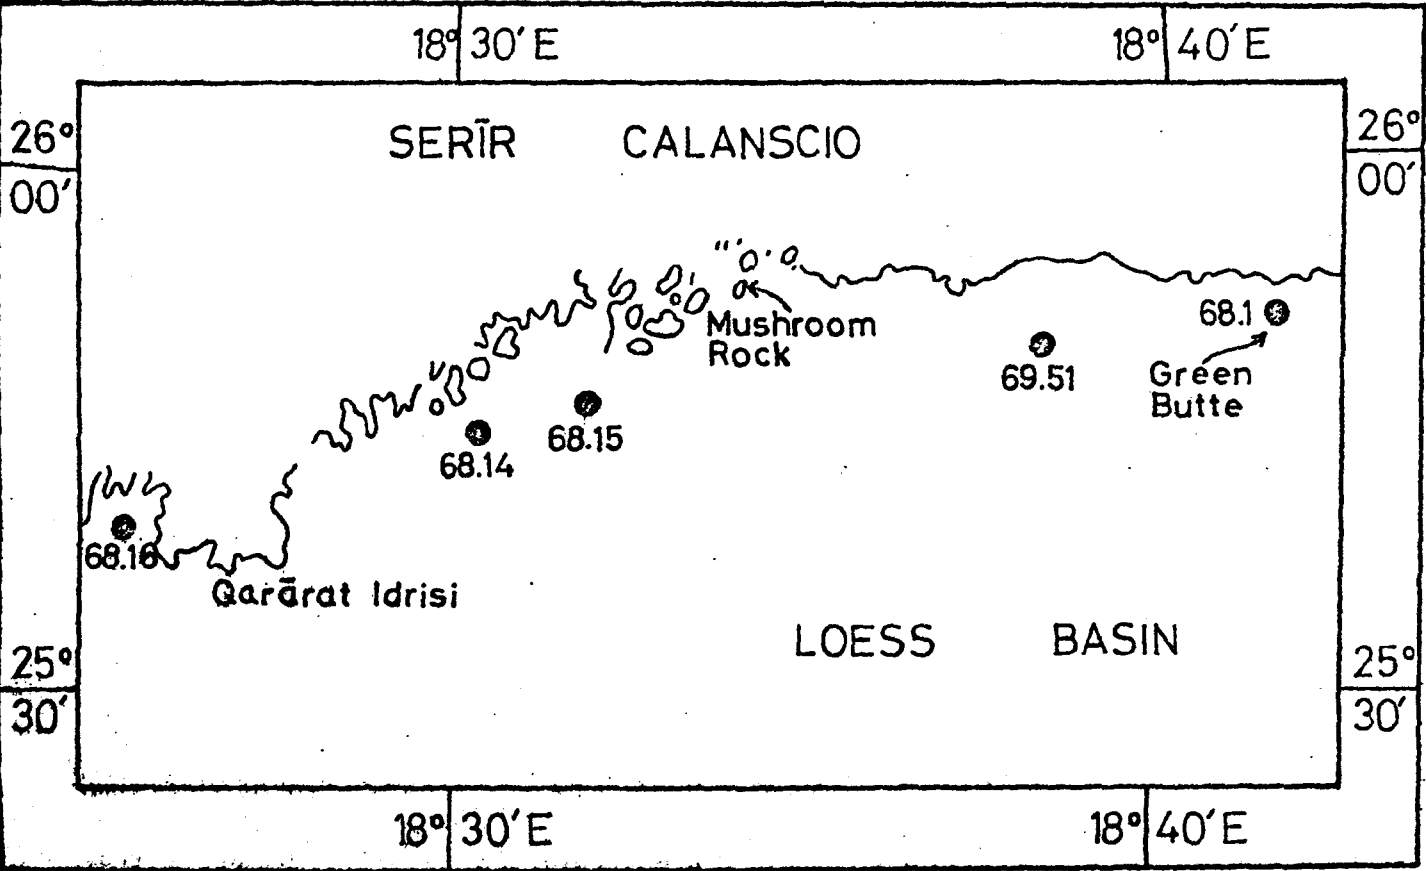 18° 30′ E
18° 40′ E
26°
00′
26°
00′
SERĪR CALANSCIO
Mushroom
Rock
68.1
69.51
Green
Butte
68.15
68.14
68.16
Qarārat Idrisi
LOESS BASIN
25°
30′
25°
30′
18° 30′ E
18° 40′ E